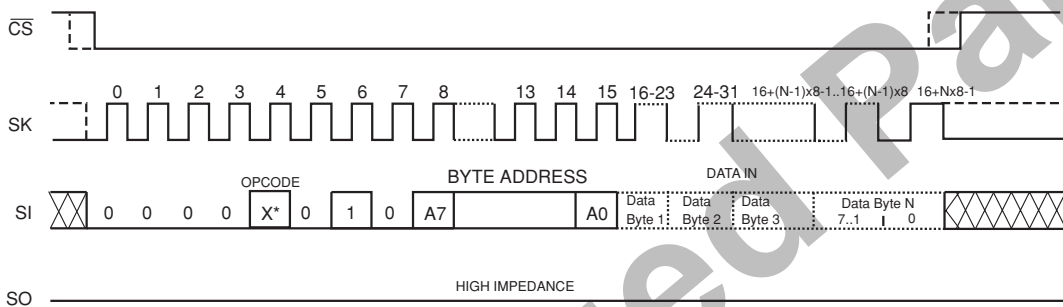 CS
0 1 2 3 4 5 6 7 8 13 14 15 16-23 24-31 16+(N-1)x8-1..16+(N-1)x8 16+Nx8-1
SK
OPCODE BYTE ADDRESS DATA IN
SI 0 0 0 0 X* 0 1 0 A7 A0 Data Byte 1 Data Byte 2 Data Byte 3 Data Byte N 7..1 0
HIGH IMPEDANCE
SO